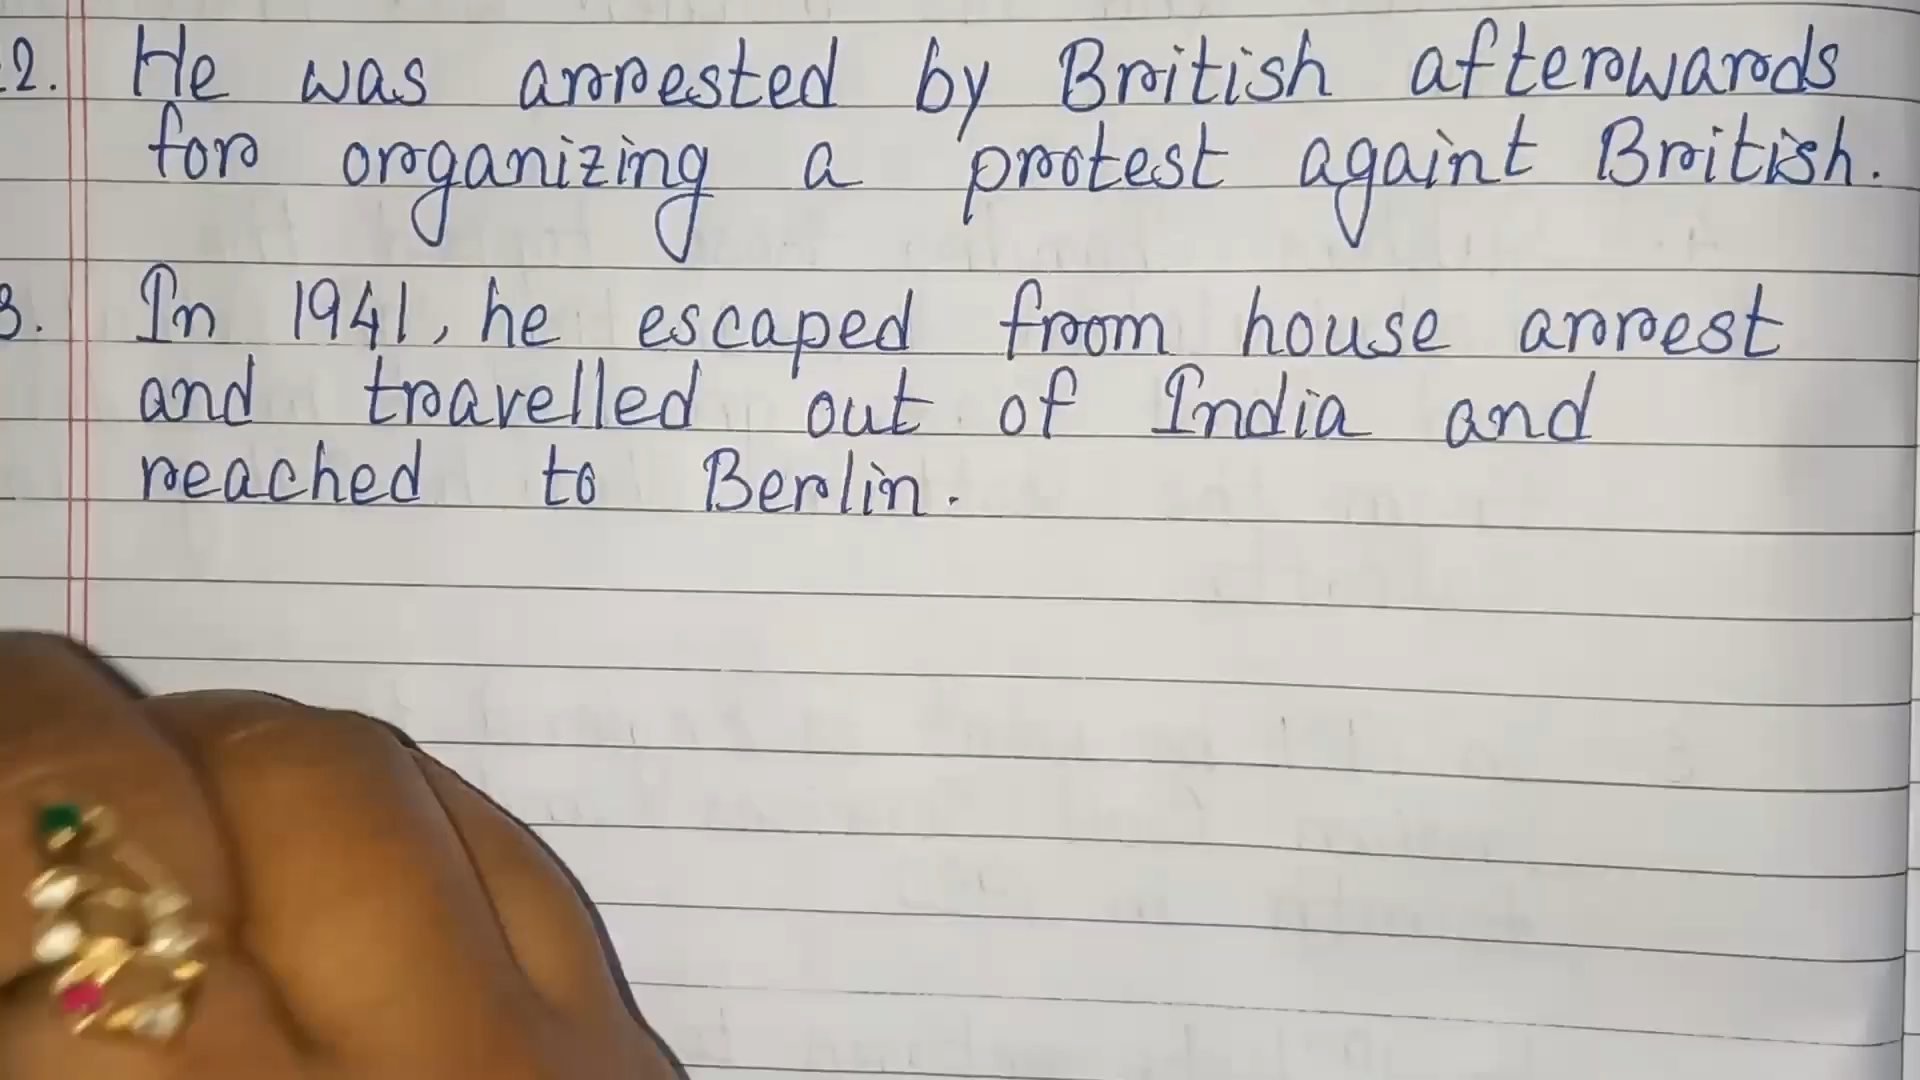 2. He was arrested by British afterwards
for organizing a protest againt British.
3. In 1941, he escaped from house arrest
and travelled out of India and
reached to Berlin.